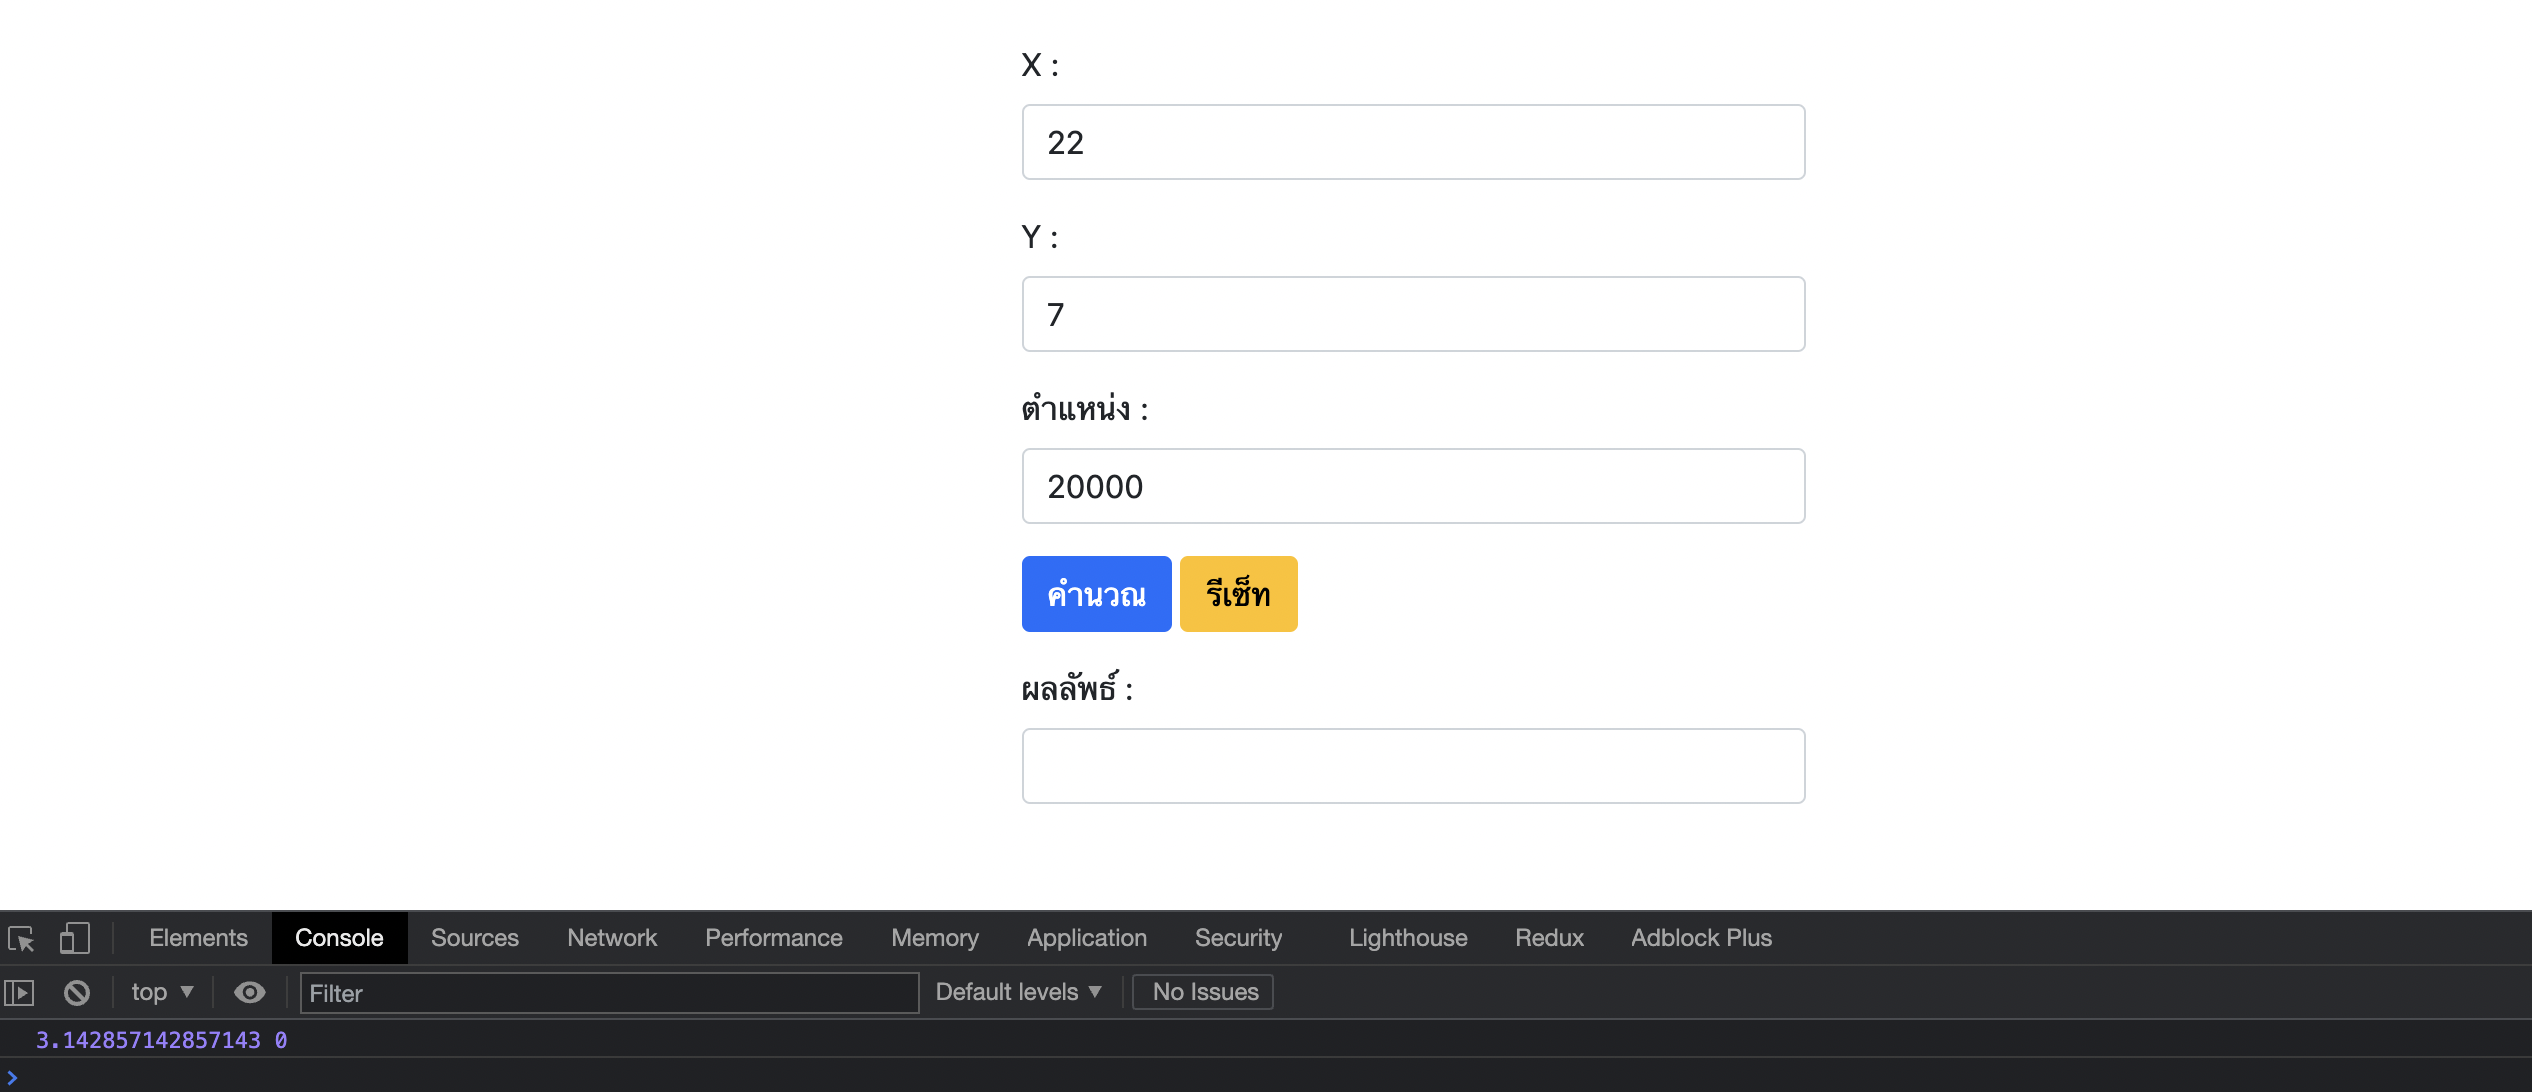 X :
22
Y :
7
ตำแหน่ง :
20000
คำนวณ รีเซ็ท
ผลลัพธ์ :
Elements Console Sources Network Performance Memory Application Security Lighthouse Redux Adblock Plus
top Filter Default levels No Issues
3.142857142857143 0